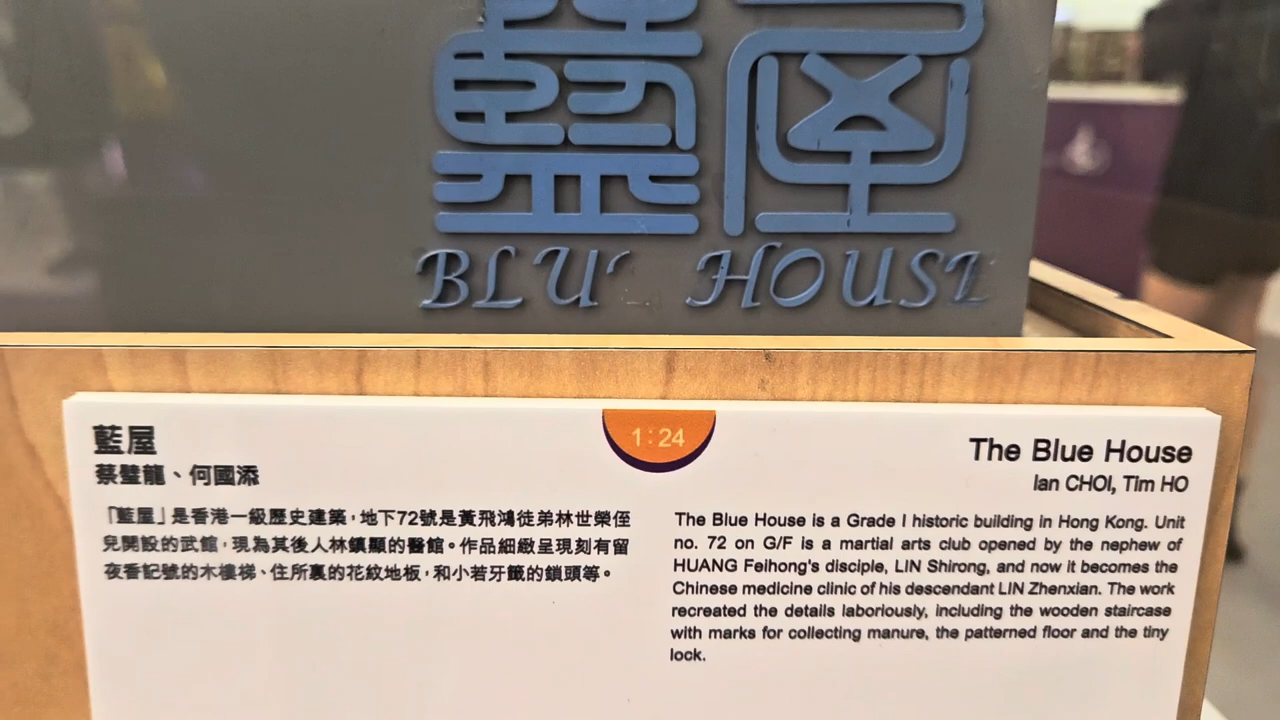 藍屋
BLU HOUSE
藍屋
蔡璧龍、何國添
「藍屋」是香港一級歷史建築，地下72號是黃飛鴻徒弟林世榮侄
兒開設的武館，現為其後人林鎮顯的醫館。作品細緻呈現刻有留
夜香記號的木樓梯、住所裏的花紋地板，和小若牙籤的鎖頭等。
1:24
The Blue House
Ian CHOI, Tim HO
The Blue House is a Grade I historic building in Hong Kong. Unit
no. 72 on G/F is a martial arts club opened by the nephew of
HUANG Feihong's disciple, LIN Shirong, and now it becomes the
Chinese medicine clinic of his descendant LIN Zhenxian. The work
recreated the details laboriously, including the wooden staircase
with marks for collecting manure, the patterned floor and the tiny
lock.